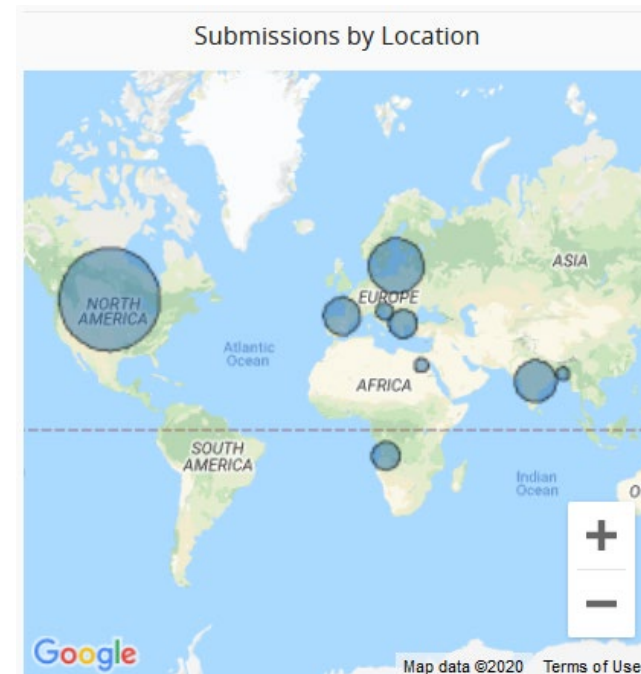 Submissions by Location
ASIA
NORTH
AMERICA
EUROPE
Atlantic
Ocean
AFRICA
SOUTH
AMERICA
Indian
Ocean
O
+
−
Google
Map data ©2020 Terms of Use